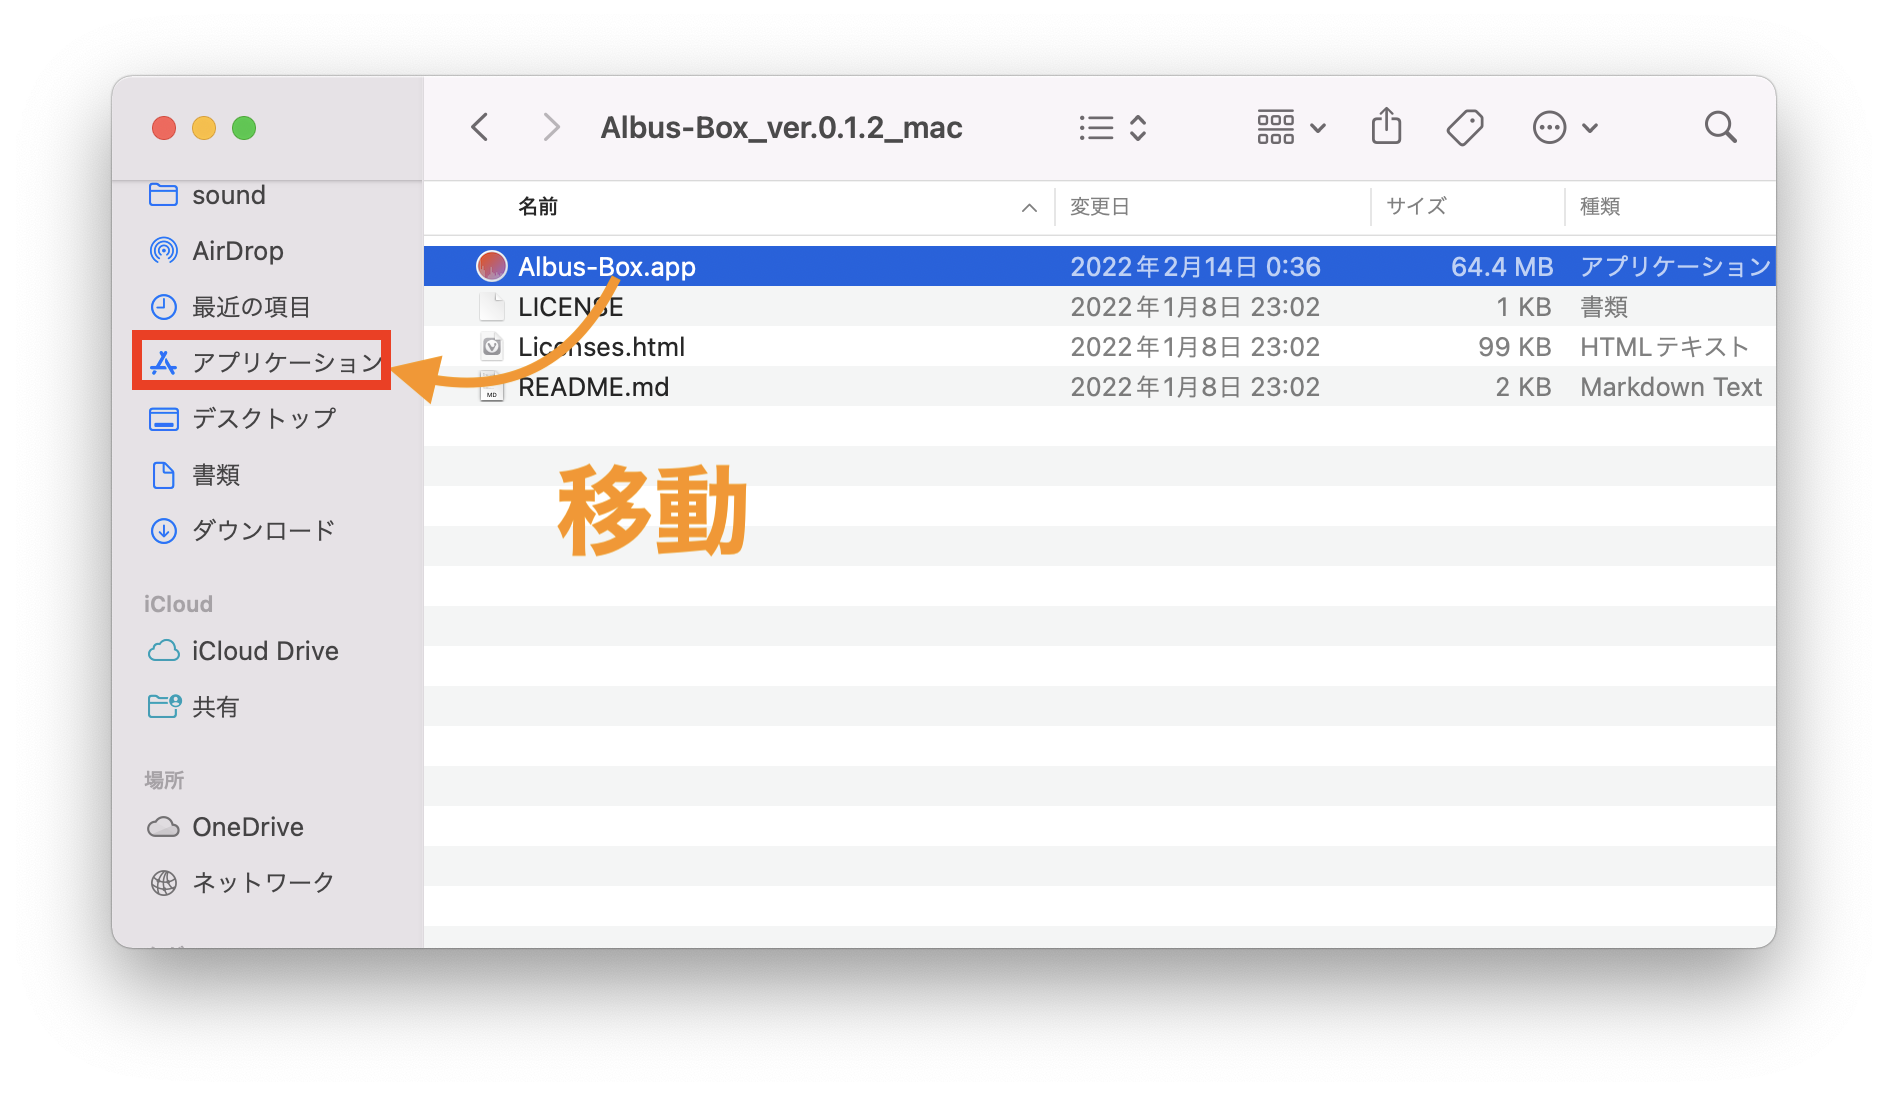 Albus-Box_ver.0.1.2_mac
sound
AirDrop
最近の項目
アプリケーション
デスクトップ
書類
ダウンロード
iCloud
iCloud Drive
共有
場所
OneDrive
ネットワーク
名前 変更日 サイズ 種類
Albus-Box.app 2022年2月14日 0:36 64.4 MB アプリケーション
LICENSE 2022年1月8日 23:02 1 KB 書類
Licenses.html 2022年1月8日 23:02 99 KB HTMLテキスト
README.md 2022年1月8日 23:02 2 KB Markdown Text
MD
移動